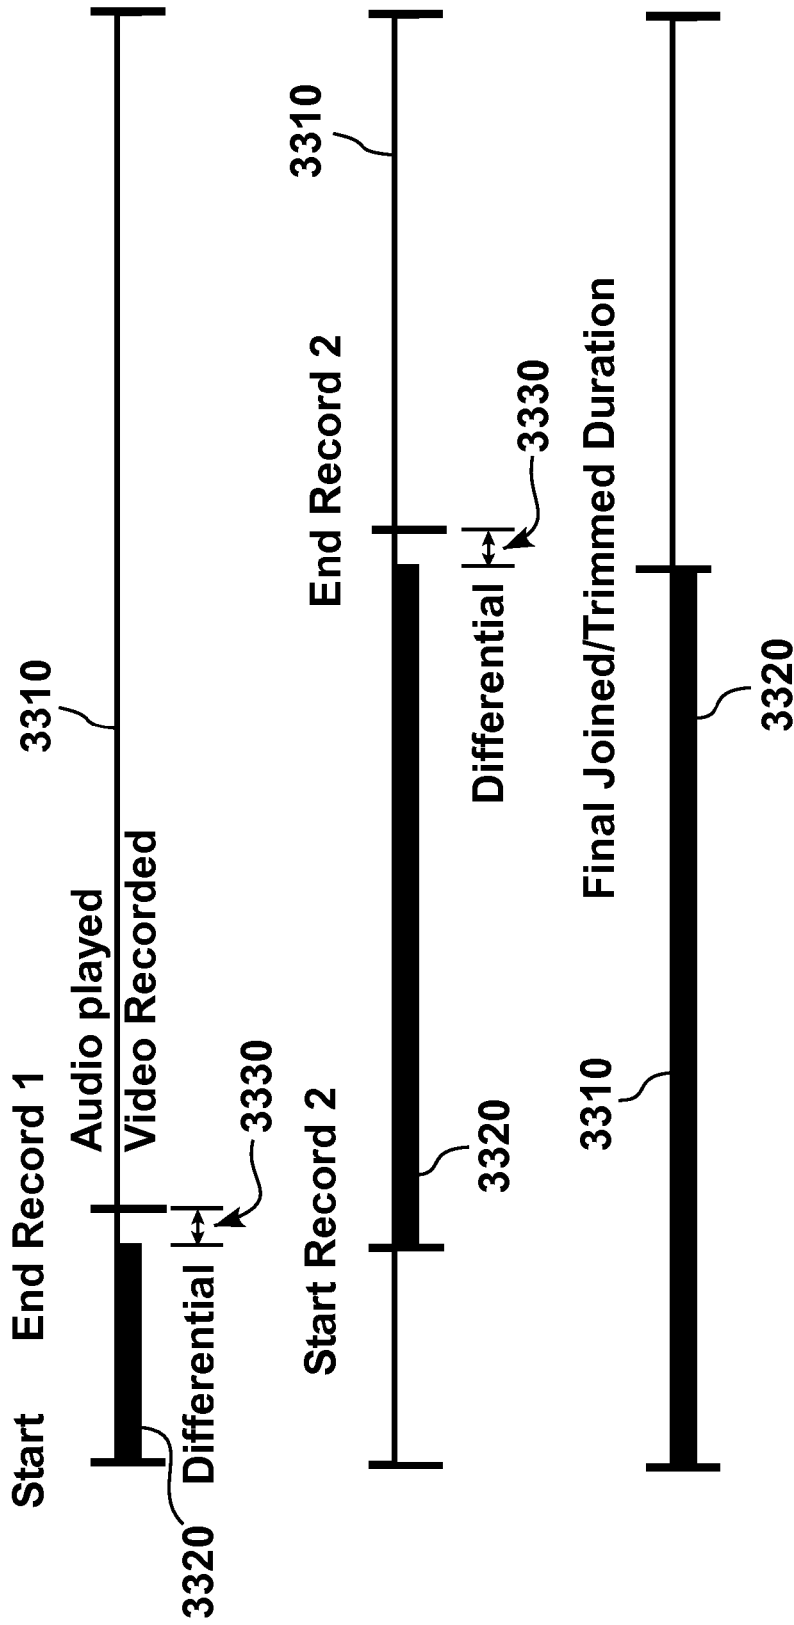 Start
End Record 1
3310
Audio played
Video Recorded
3320
Differential
3330
Start Record 2
End Record 2
3310
3320
Differential
3330
Final Joined/Trimmed Duration
3310
3320